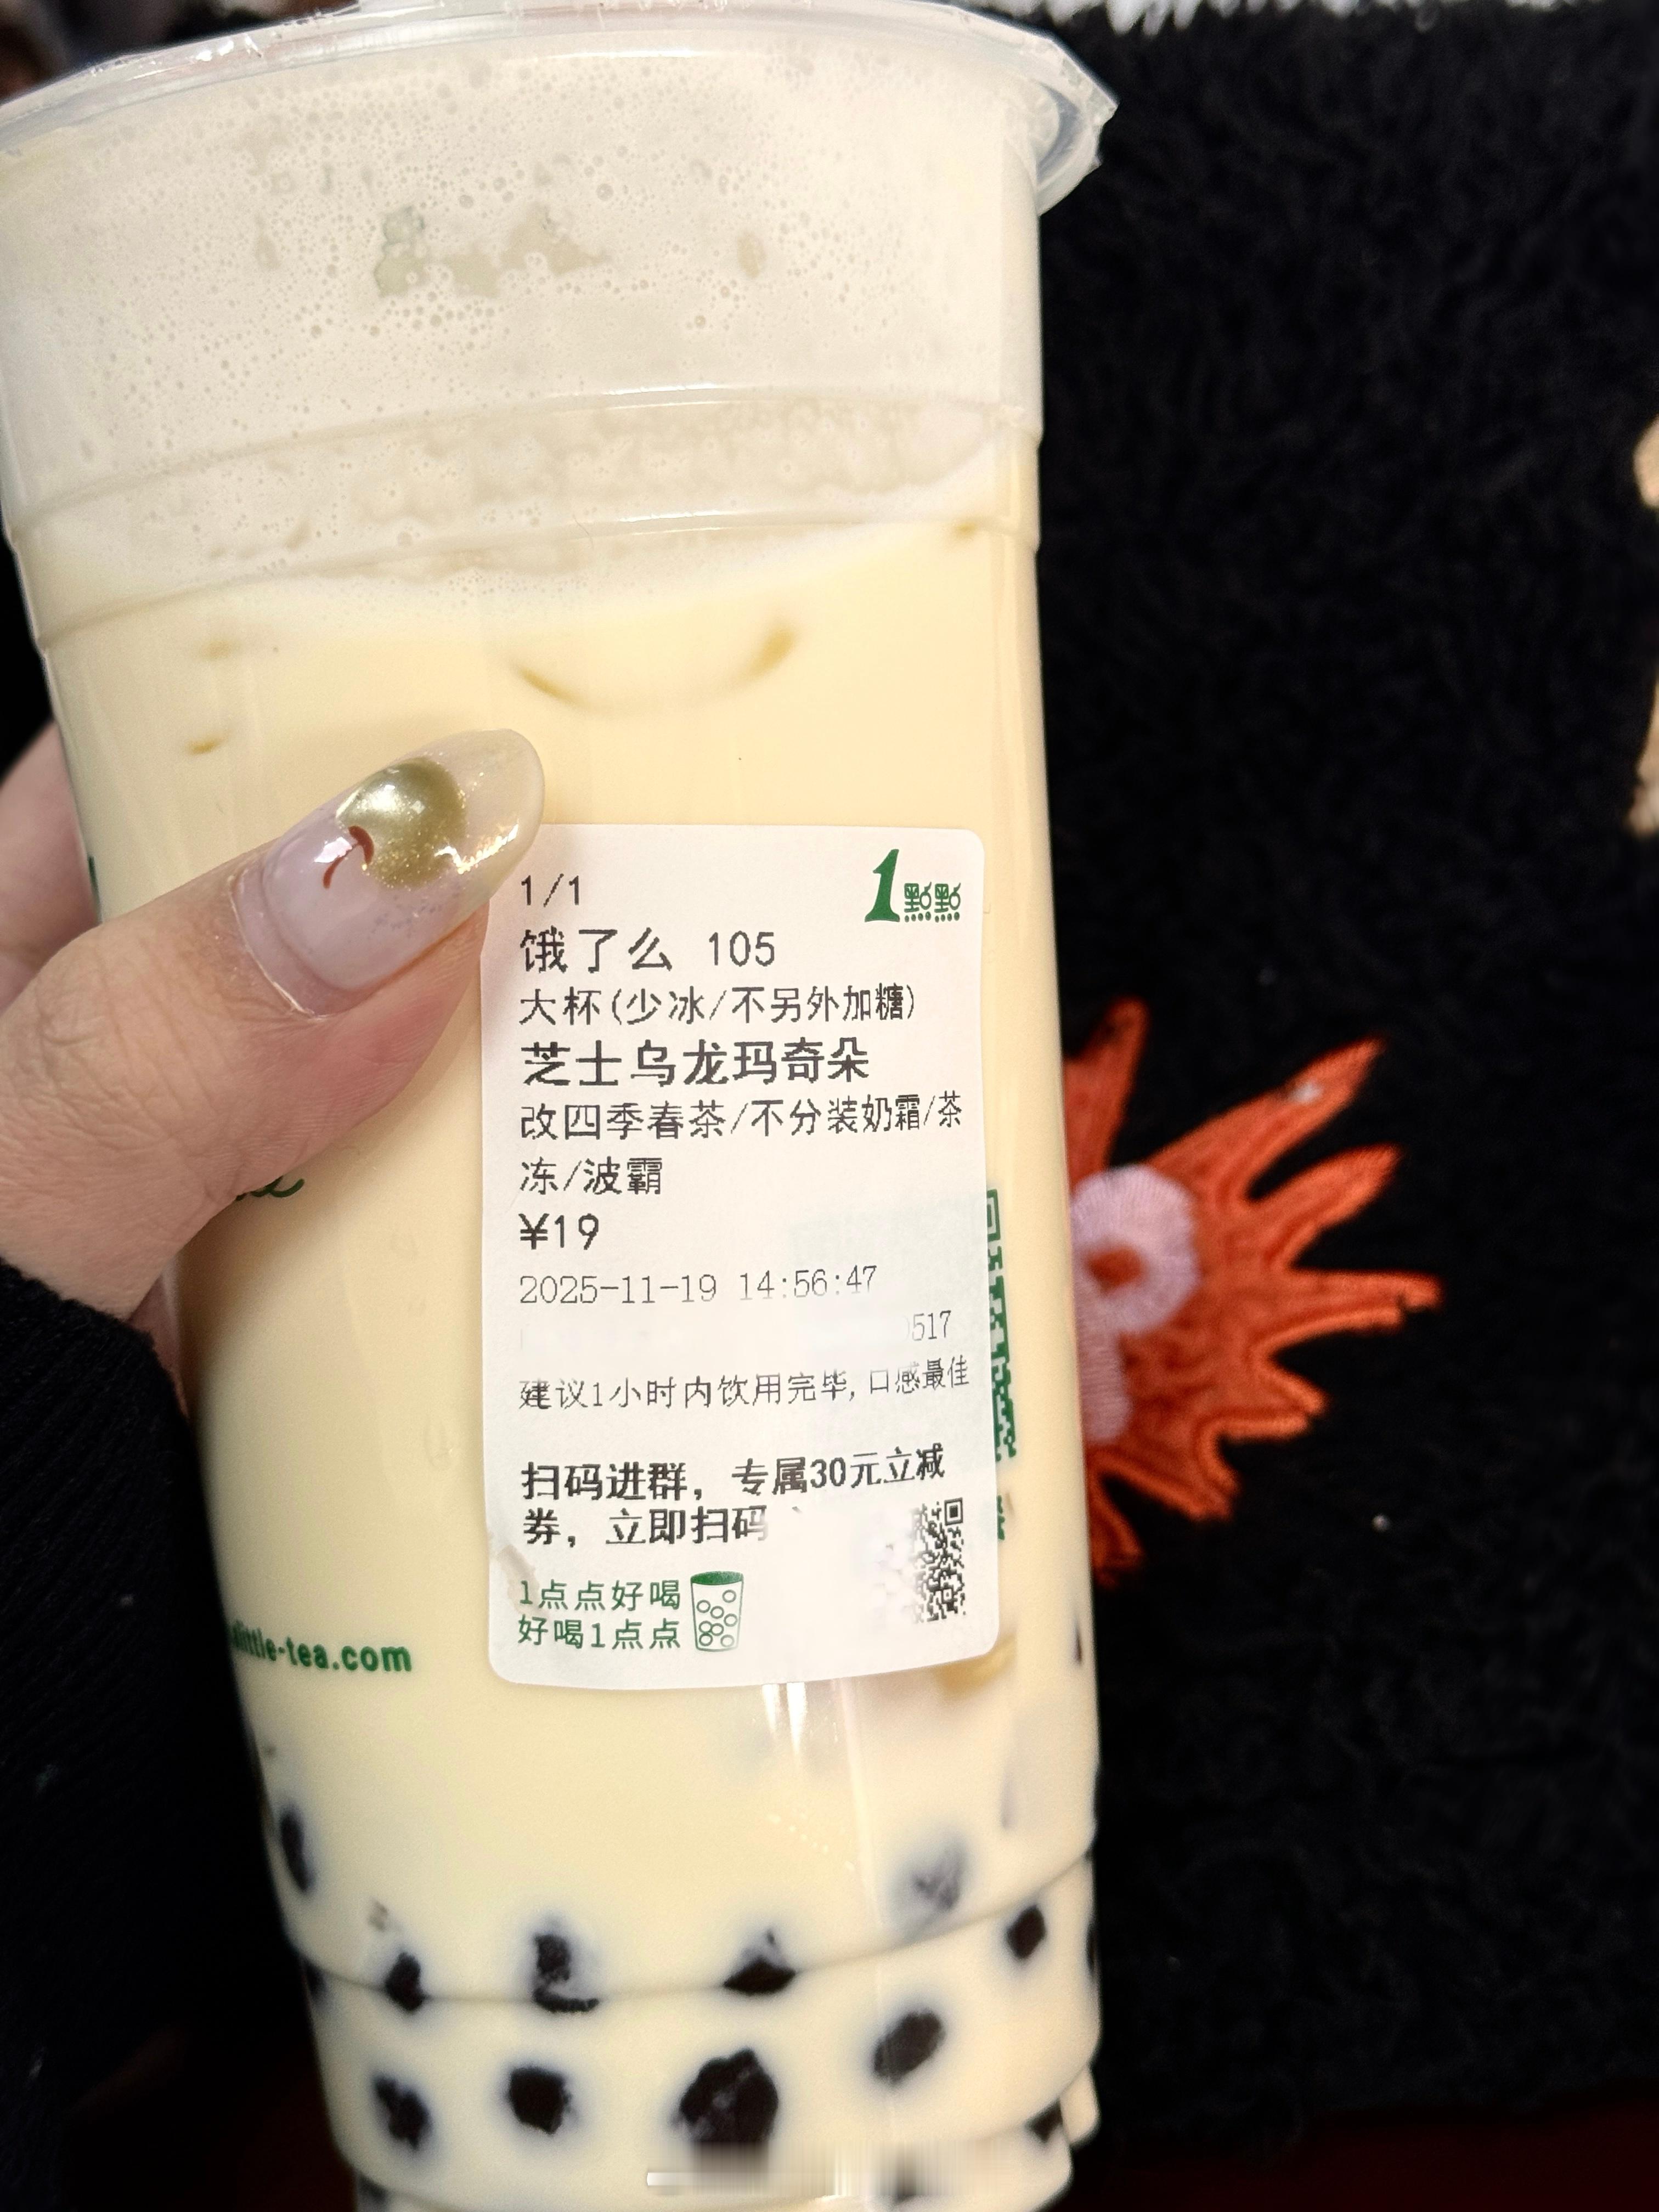 1/1
1點點
饿了么 105
大杯(少冰/不另外加糖)
芝士乌龙玛奇朵
改四季春茶/不分装奶霜/茶
冻/波霸
¥19
2025-11-19 14:56:47
517
建议1小时内饮用完毕,口感最佳
扫码进群，专属30元立减
券，立即扫码
1点点好喝
好喝1点点
little-tea.com